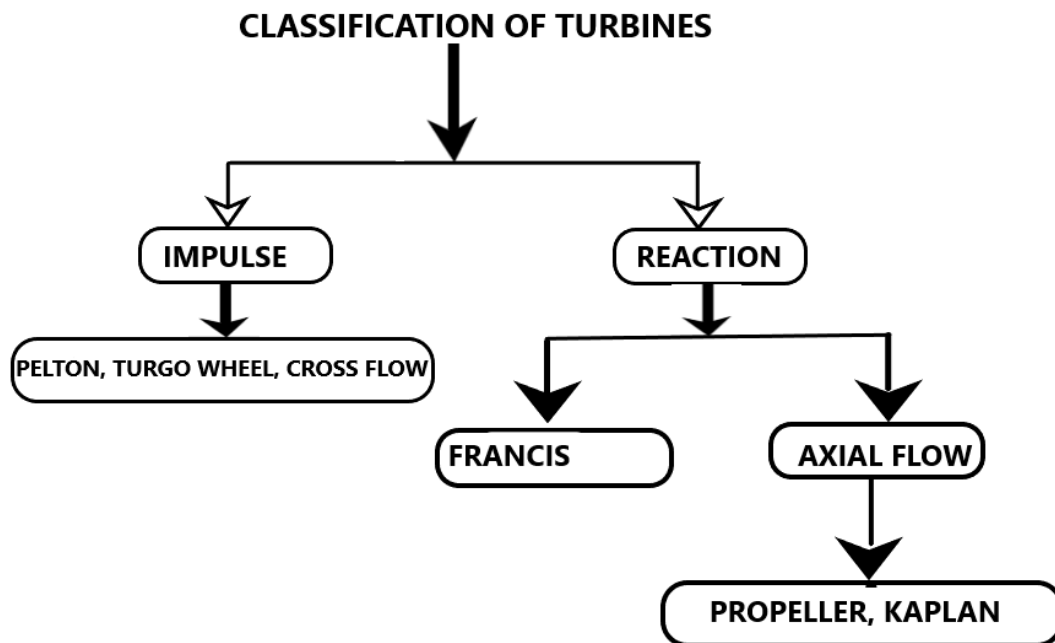 CLASSIFICATION OF TURBINES
IMPULSE
REACTION
PELTON, TURGO WHEEL, CROSS FLOW
FRANCIS
AXIAL FLOW
PROPELLER, KAPLAN